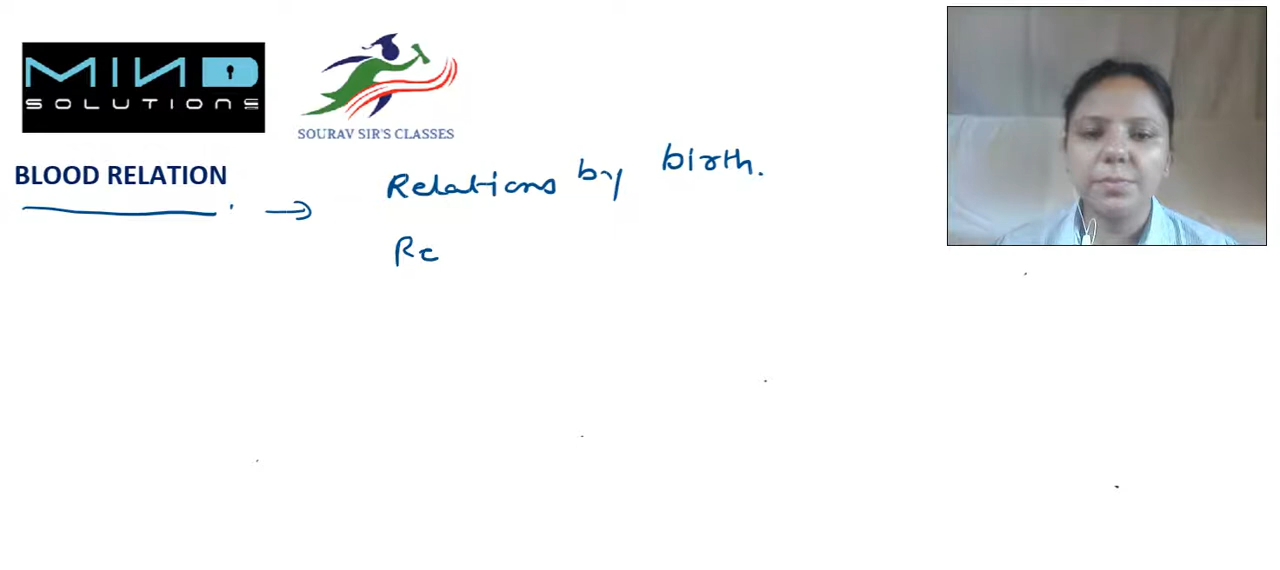 MIND
SOLUTIONS
SOURAV SIR'S CLASSES
BLOOD RELATION
Relations by birth.
Re